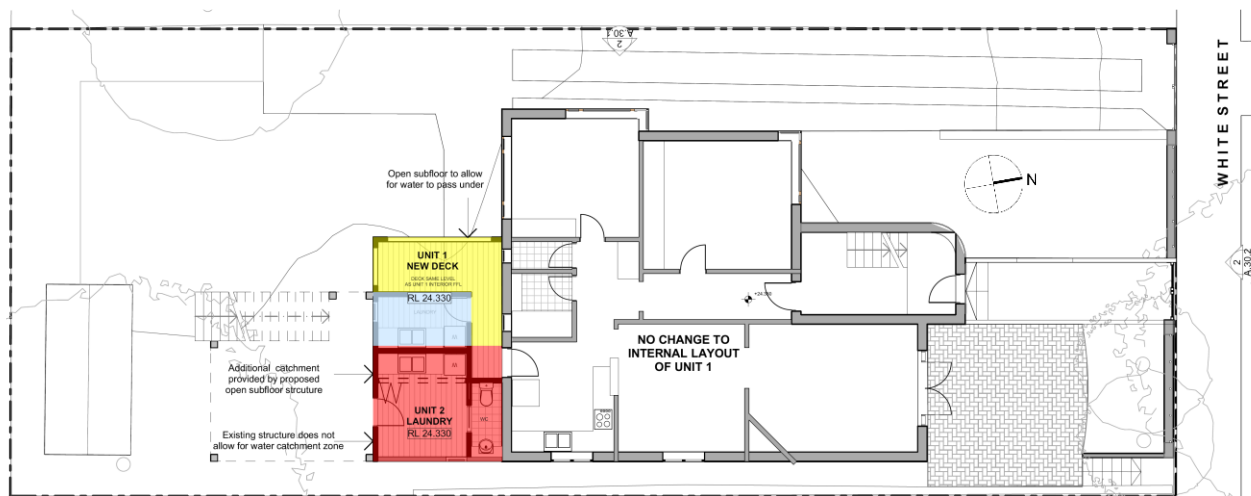 2
A.30.1
WHITE STREET
Open subfloor to allow
for water to pass under
N
UNIT 1
NEW DECK
DECK SAME LEVEL
AS UNIT 1 INTERIOR FFL
RL 24.330
LAUNDRY
2
A.30.2
NO CHANGE TO
INTERNAL LAYOUT
OF UNIT 1
Additional catchment
provided by proposed
open subfloor strcuture
UNIT 2
LAUNDRY
RL 24.330
WC
Existing structure does not
allow for water catchment zone